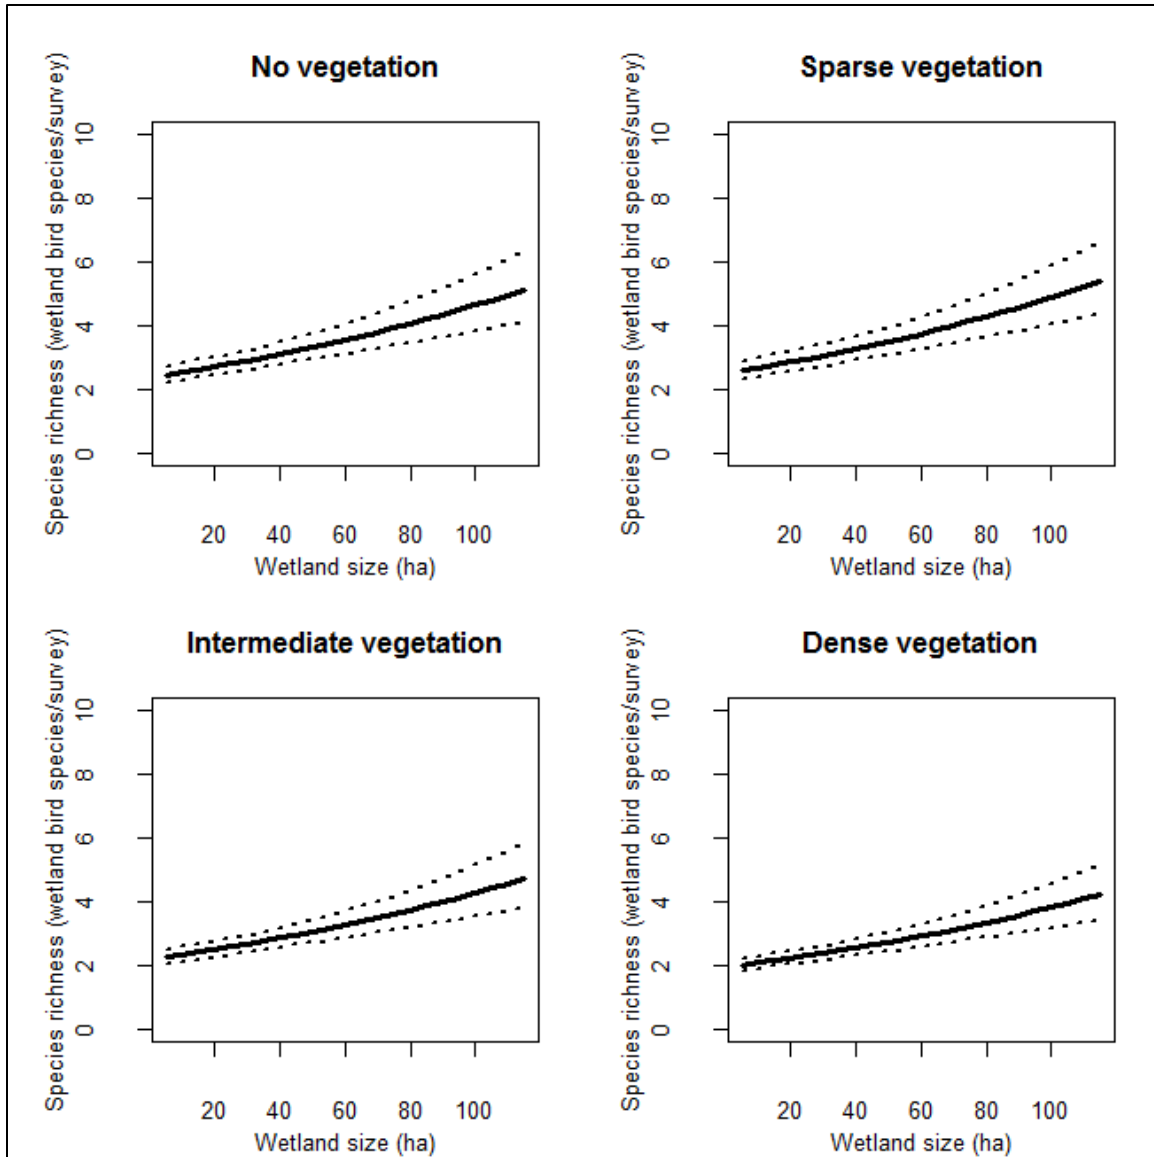 No vegetation
Species richness (wetland bird species/survey)
10
8
6
4
2
0
20 40 60 80 100
Wetland size (ha)
Sparse vegetation
Species richness (wetland bird species/survey)
10
8
6
4
2
0
20 40 60 80 100
Wetland size (ha)
Intermediate vegetation
Species richness (wetland bird species/survey)
10
8
6
4
2
0
20 40 60 80 100
Wetland size (ha)
Dense vegetation
Species richness (wetland bird species/survey)
10
8
6
4
2
0
20 40 60 80 100
Wetland size (ha)